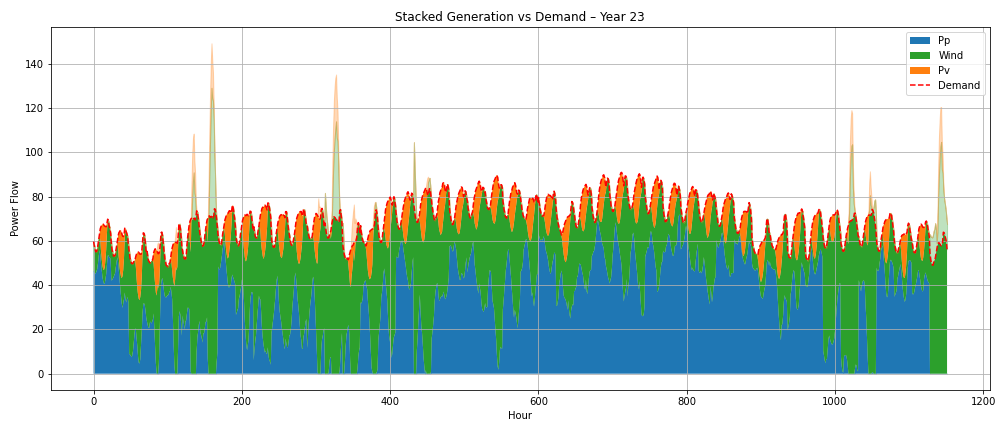 Stacked Generation vs Demand – Year 23
Pp
Wind
Pv
Demand
Power Flow
140
120
100
80
60
40
20
0
0 200 400 600 800 1000 1200
Hour